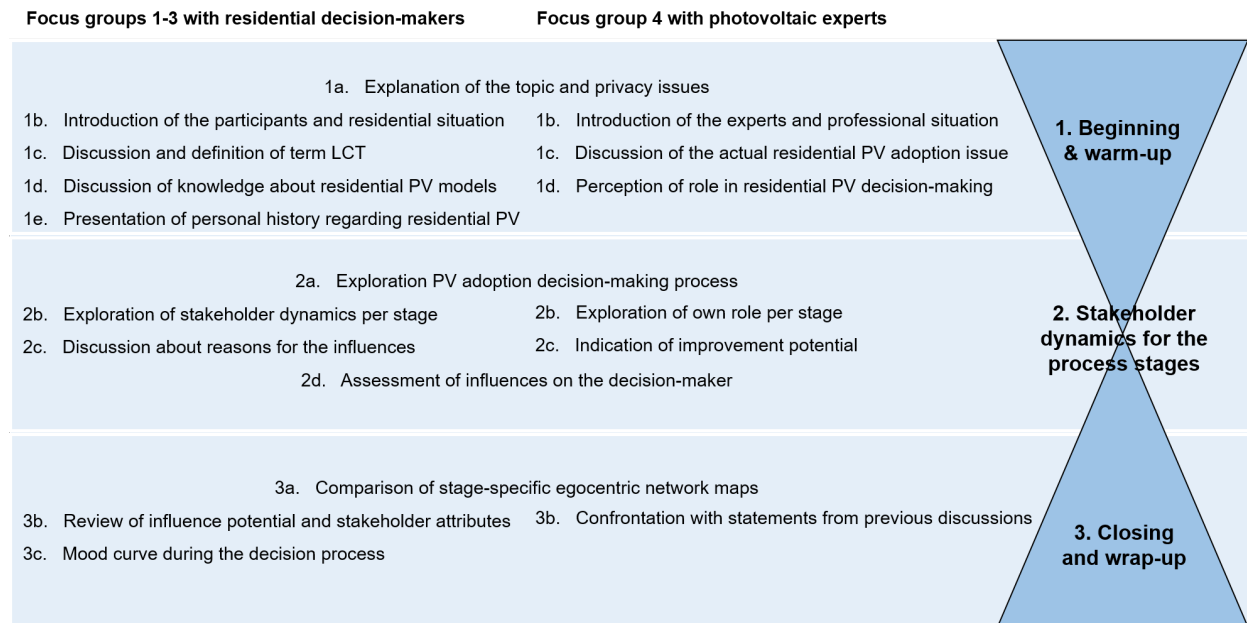 Focus groups 1-3 with residential decision-makers
Focus group 4 with photovoltaic experts
1a. Explanation of the topic and privacy issues
1b. Introduction of the participants and residential situation
1c. Discussion and definition of term LCT
1d. Discussion of knowledge about residential PV models
1e. Presentation of personal history regarding residential PV
1b. Introduction of the experts and professional situation
1c. Discussion of the actual residential PV adoption issue
1d. Perception of role in residential PV decision-making
1. Beginning
& warm-up
2a. Exploration PV adoption decision-making process
2b. Exploration of stakeholder dynamics per stage
2c. Discussion about reasons for the influences
2b. Exploration of own role per stage
2c. Indication of improvement potential
2d. Assessment of influences on the decision-maker
2. Stakeholder
dynamics for the
process stages
3a. Comparison of stage-specific egocentric network maps
3b. Review of influence potential and stakeholder attributes
3c. Mood curve during the decision process
3b. Confrontation with statements from previous discussions
3. Closing
and wrap-up